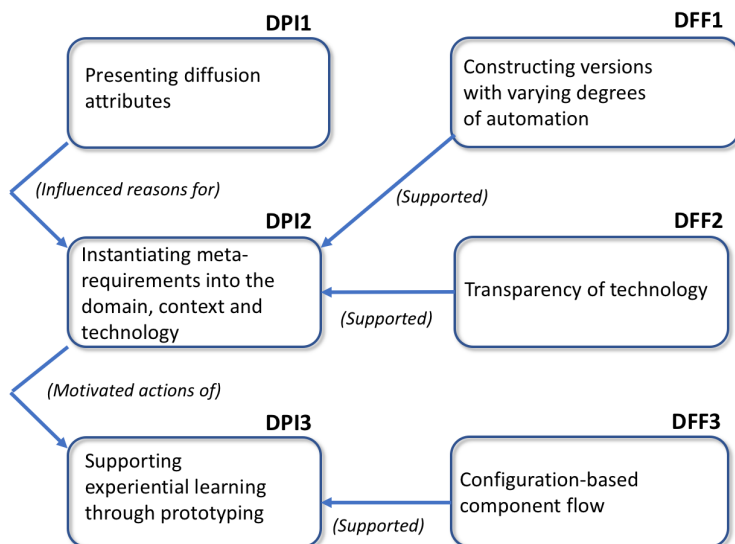 DPI1
Presenting diffusion
attributes
DFF1
Constructing versions
with varying degrees
of automation
(Influenced reasons for)
(Supported)
DPI2
Instantiating meta-
requirements into the
domain, context and
technology
DFF2
Transparency of technology
(Supported)
(Motivated actions of)
DPI3
Supporting
experiential learning
through prototyping
DFF3
Configuration-based
component flow
(Supported)